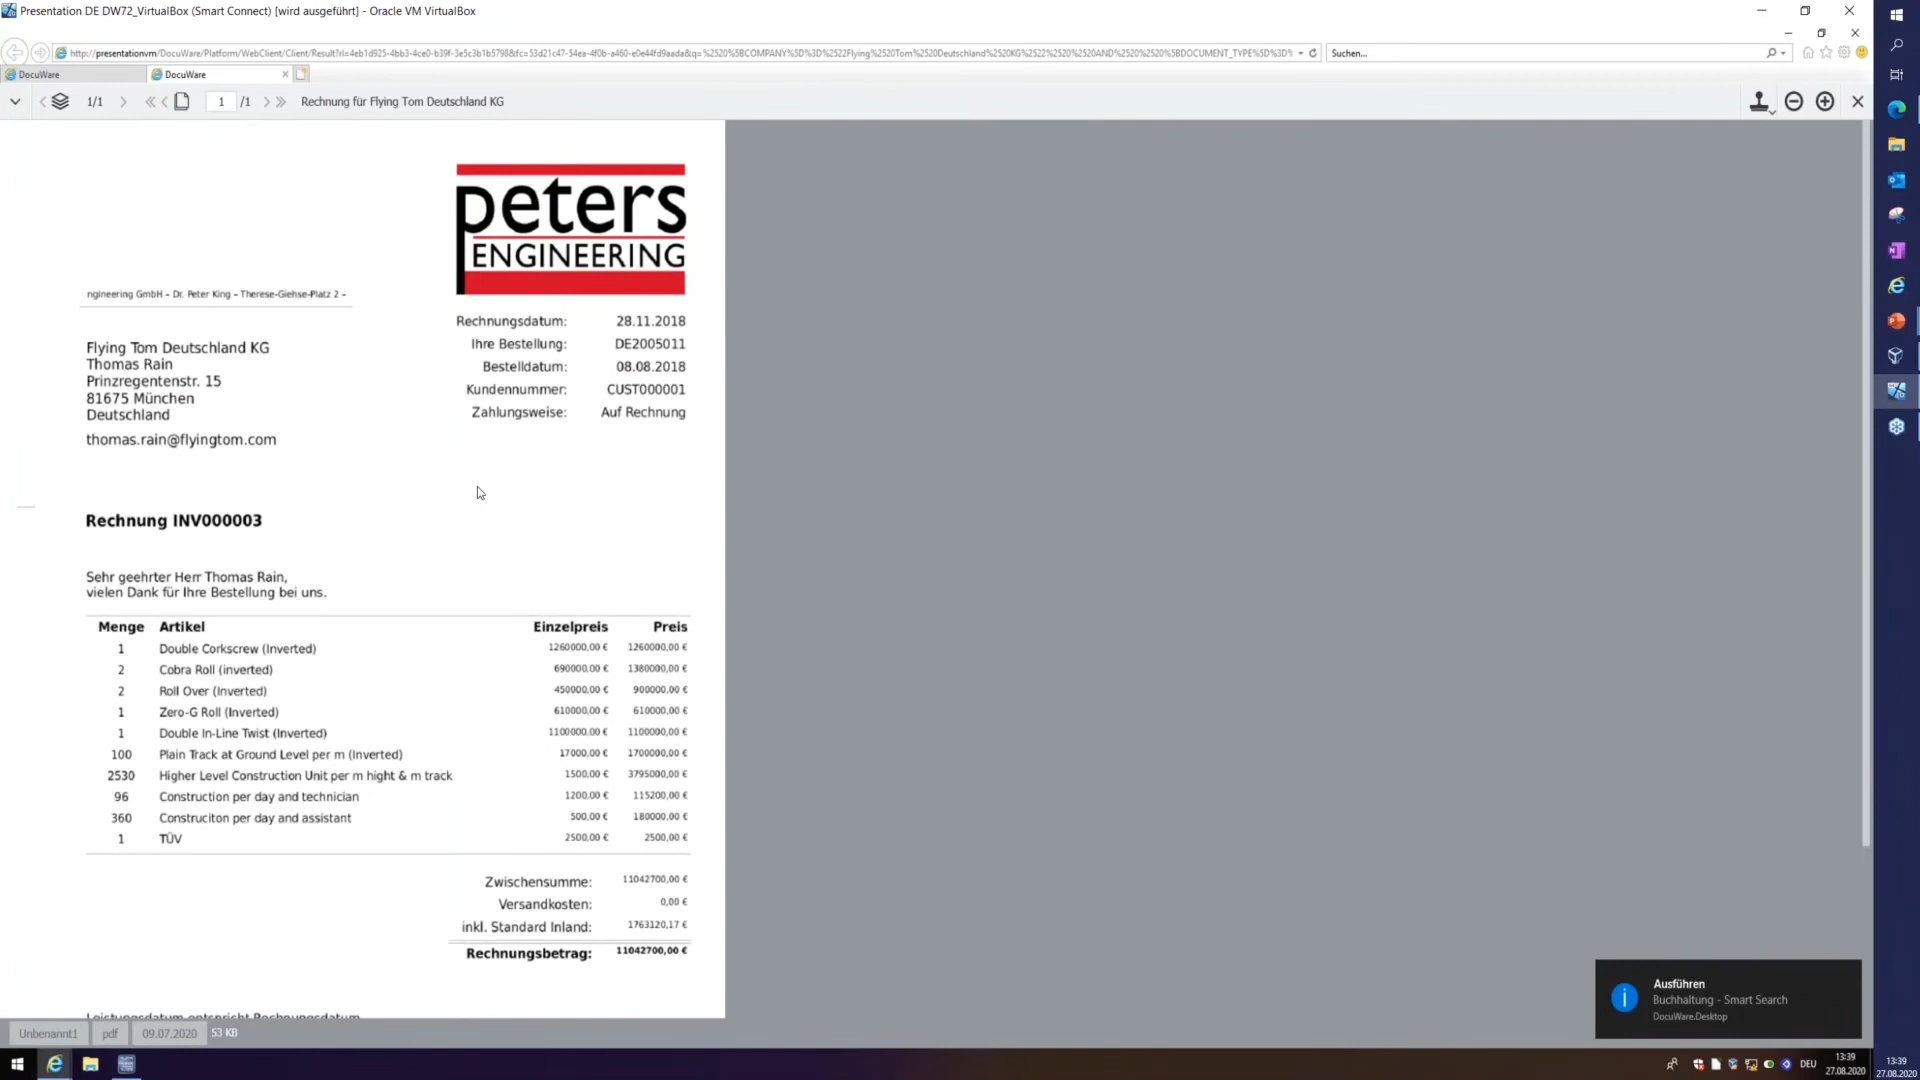 Presentation DE DW72_VirtualBox (Smart Connect) [wird ausgeführt] - Oracle VM VirtualBox
Suchen...
DocuWare
DocuWare
1/1
1 /1
Rechnung für Flying Tom Deutschland KG
peters
ENGINEERING
ngineering GmbH – Dr. Peter King – Therese-Giehse-Platz 2 –
Rechnungsdatum: 28.11.2018
Ihre Bestellung: DE2005011
Bestelldatum: 08.08.2018
Kundennummer: CUST000001
Zahlungsweise: Auf Rechnung
Flying Tom Deutschland KG
Thomas Rain
Prinzregentenstr. 15
81675 München
Deutschland
thomas.rain@flyingtom.com
Rechnung INV000003
Sehr geehrter Herr Thomas Rain,
vielen Dank für Ihre Bestellung bei uns.
Menge Artikel Einzelpreis Preis
1 Double Corkscrew (Inverted) 1260000,00 € 1260000,00 €
2 Cobra Roll (inverted) 690000,00 € 1380000,00 €
2 Roll Over (Inverted) 450000,00 € 900000,00 €
1 Zero-G Roll (Inverted) 610000,00 € 610000,00 €
1 Double In-Line Twist (Inverted) 1100000,00 € 1100000,00 €
100 Plain Track at Ground Level per m (Inverted) 17000,00 € 1700000,00 €
2530 Higher Level Construction Unit per m hight & m track 1500,00 € 3795000,00 €
96 Construction per day and technician 1200,00 € 115200,00 €
360 Construciton per day and assistant 500,00 € 180000,00 €
1 TÜV 2500,00 € 2500,00 €
Zwischensumme: 11042700,00 €
Versandkosten: 0,00 €
inkl. Standard Inland: 1763120,17 €
Rechnungsbetrag: 11042700,00 €
Leistungsdatum entspricht Rechnungsdatum
Unbenannt1 pdf 09.07.2020 53 KB
Ausführen
Buchhaltung - Smart Search
DocuWare.Desktop
DEU
13:39
27.08.2020
13:39
27.08.2020